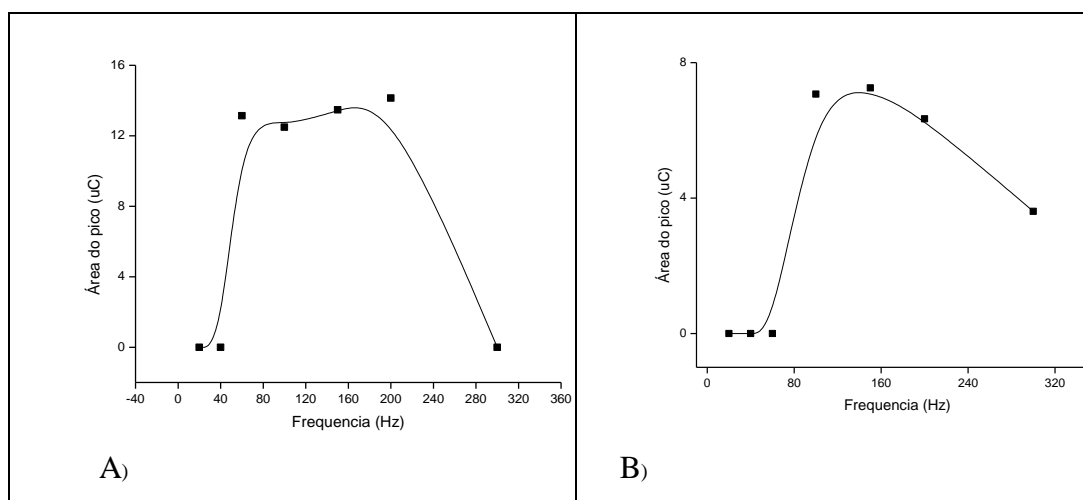 16
12
8
4
0
Área do pico (uC)
-40 0 40 80 120 160 200 240 280 320 360
Frequencia (Hz)
A)
8
4
0
Área do pico (uC)
0 80 160 240 320
Frequencia (Hz)
B)